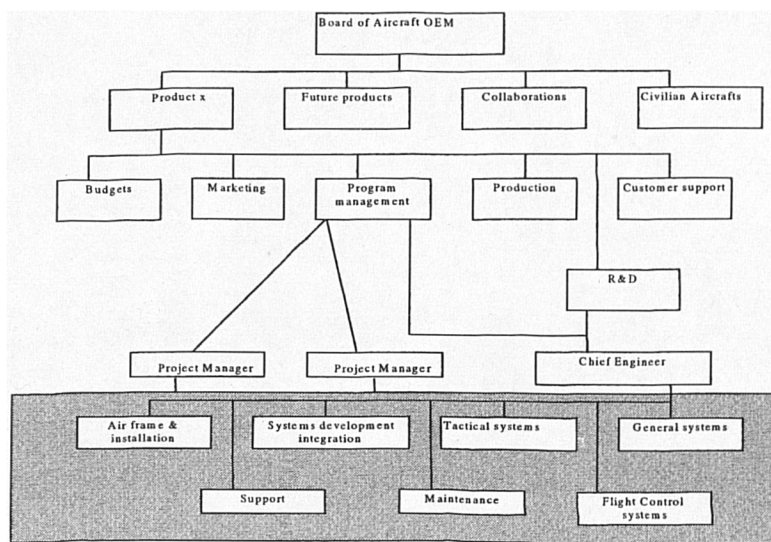 Board of Aircraft OEM
Product x
Future products
Collaborations
Civilian Aircrafts
Budgets
Marketing
Program
management
Production
Customer support
R&D
Project Manager
Project Manager
Chief Engineer
Air frame &
installation
Systems development
integration
Tactical systems
General systems
Support
Maintenance
Flight Control
systems